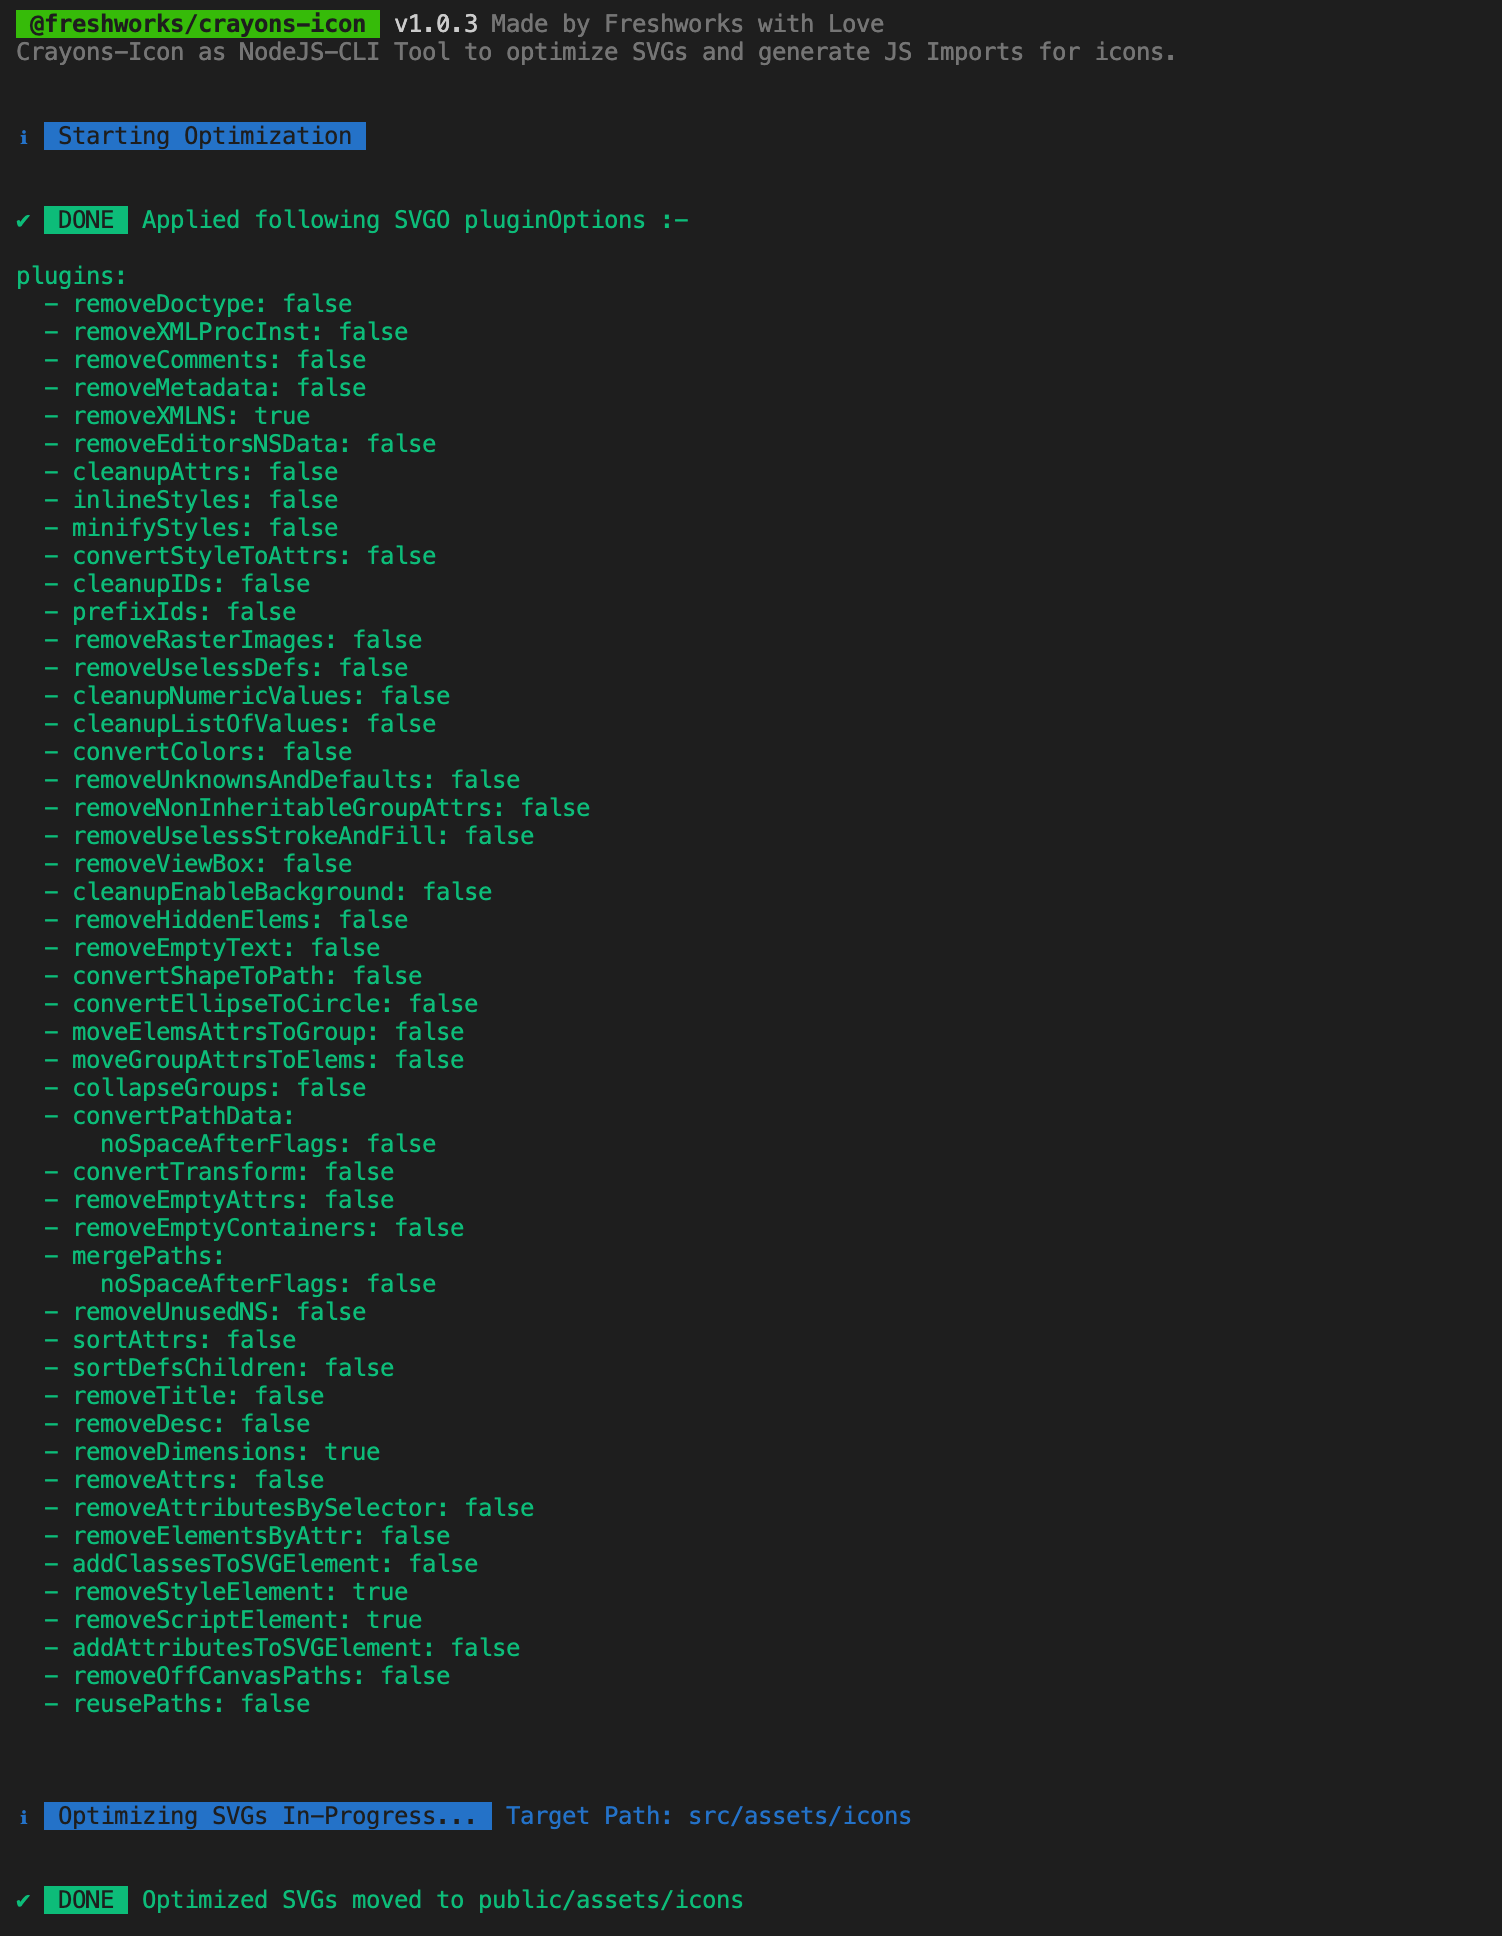 @freshworks/crayons-icon v1.0.3 Made by Freshworks with Love
Crayons-Icon as NodeJS-CLI Tool to optimize SVGs and generate JS Imports for icons.
ℹ Starting Optimization
✔ DONE Applied following SVGO pluginOptions :-
plugins:
- removeDoctype: false
- removeXMLProcInst: false
- removeComments: false
- removeMetadata: false
- removeXMLNS: true
- removeEditorsNSData: false
- cleanupAttrs: false
- inlineStyles: false
- minifyStyles: false
- convertStyleToAttrs: false
- cleanupIDs: false
- prefixIds: false
- removeRasterImages: false
- removeUselessDefs: false
- cleanupNumericValues: false
- cleanupListOfValues: false
- convertColors: false
- removeUnknownsAndDefaults: false
- removeNonInheritableGroupAttrs: false
- removeUselessStrokeAndFill: false
- removeViewBox: false
- cleanupEnableBackground: false
- removeHiddenElems: false
- removeEmptyText: false
- convertShapeToPath: false
- convertEllipseToCircle: false
- moveElemsAttrsToGroup: false
- moveGroupAttrsToElems: false
- collapseGroups: false
- convertPathData:
noSpaceAfterFlags: false
- convertTransform: false
- removeEmptyAttrs: false
- removeEmptyContainers: false
- mergePaths:
noSpaceAfterFlags: false
- removeUnusedNS: false
- sortAttrs: false
- sortDefsChildren: false
- removeTitle: false
- removeDesc: false
- removeDimensions: true
- removeAttrs: false
- removeAttributesBySelector: false
- removeElementsByAttr: false
- addClassesToSVGElement: false
- removeStyleElement: true
- removeScriptElement: true
- addAttributesToSVGElement: false
- removeOffCanvasPaths: false
- reusePaths: false
ℹ Optimizing SVGs In-Progress... Target Path: src/assets/icons
✔ DONE Optimized SVGs moved to public/assets/icons